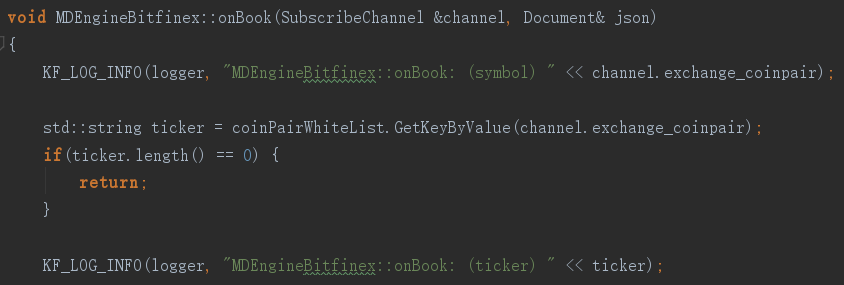 void MDEngineBitfinex::onBook(SubscribeChannel &channel, Document& json)
{
KF_LOG_INFO(logger, "MDEngineBitfinex::onBook: (symbol) " << channel.exchange_coinpair);
std::string ticker = coinPairWhiteList.GetKeyByValue(channel.exchange_coinpair);
if(ticker.length() == 0) {
return;
}
KF_LOG_INFO(logger, "MDEngineBitfinex::onBook: (ticker) " << ticker);